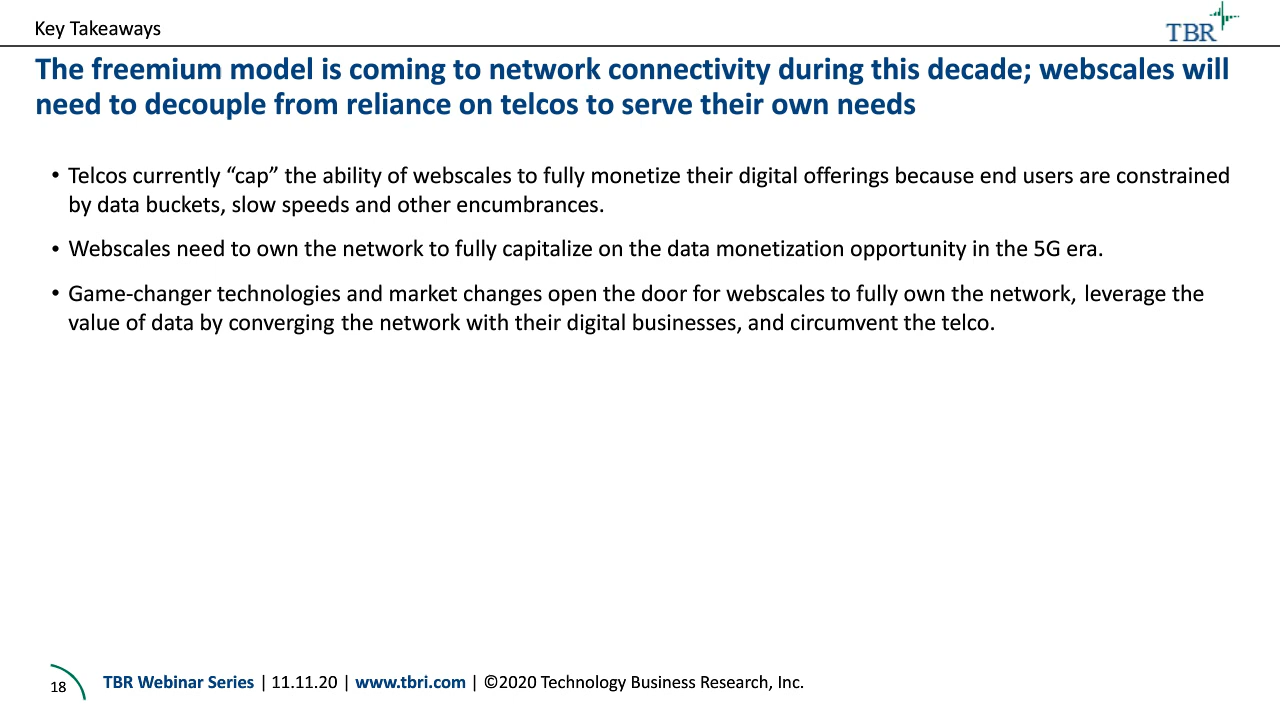 Key Takeaways
TBR
The freemium model is coming to network connectivity during this decade; webscales will
need to decouple from reliance on telcos to serve their own needs
• Telcos currently “cap” the ability of webscales to fully monetize their digital offerings because end users are constrained
by data buckets, slow speeds and other encumbrances.
• Webscales need to own the network to fully capitalize on the data monetization opportunity in the 5G era.
• Game-changer technologies and market changes open the door for webscales to fully own the network, leverage the
value of data by converging the network with their digital businesses, and circumvent the telco.
18
TBR Webinar Series | 11.11.20 | www.tbri.com | ©2020 Technology Business Research, Inc.